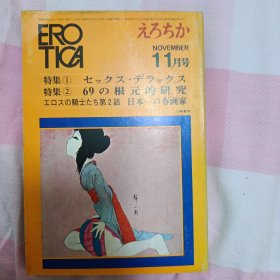 EROTICA
えろちか
NOVEMBER
11月号
特集① セックス・デラックス
特集② 69の根元的研究
エロスの騎士たち第2話 日本一の春画家